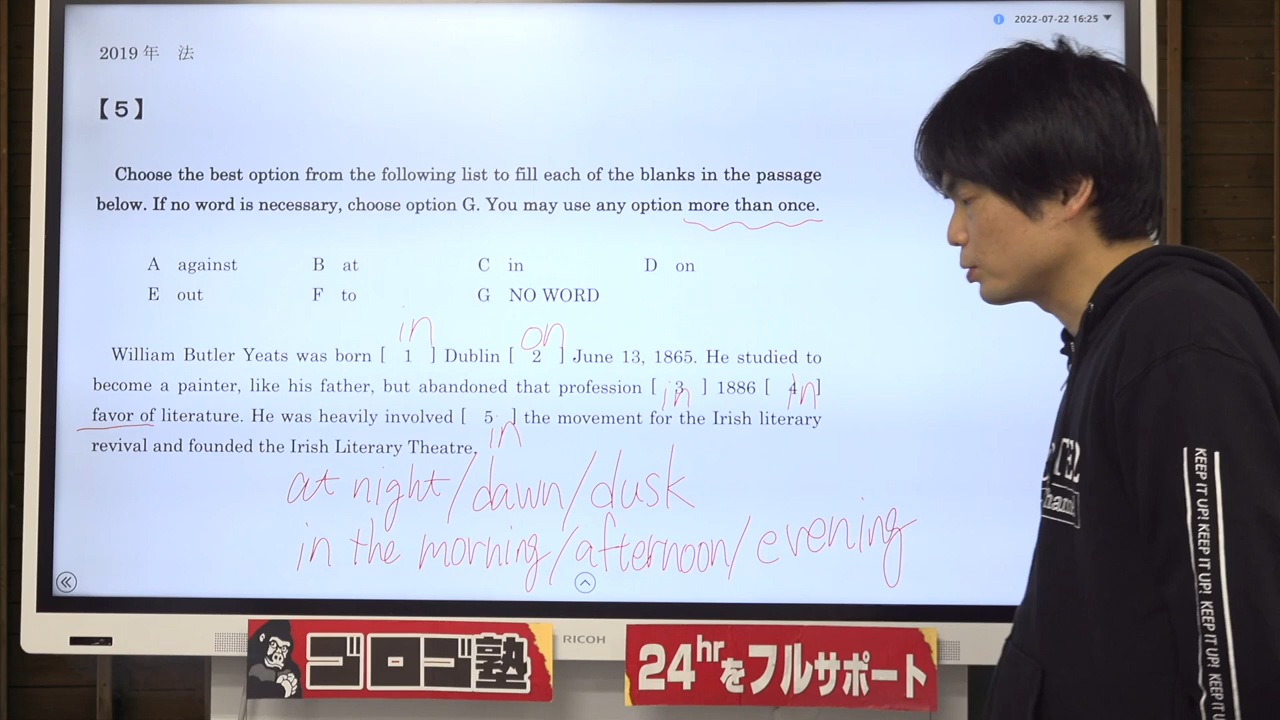 2022-07-22 16:25
2019年 法
【5】
Choose the best option from the following list to fill each of the blanks in the passage
below. If no word is necessary, choose option G. You may use any option more than once.
A against B at C in D on
E out F to G NO WORD
in on
William Butler Yeats was born [ 1 ] Dublin [ 2 ] June 13, 1865. He studied to
become a painter, like his father, but abandoned that profession [ 3 ] 1886 [ 4 ]
in in
favor of literature. He was heavily involved [ 5 ] the movement for the Irish literary
in
revival and founded the Irish Literary Theatre.
at night/dawn/dusk
in the morning/afternoon/evening
RICOH
ゴロゴ塾
24hrをフルサポート
KEEP IT UP! KEEP IT UP! KEEP IT UP! KEEP IT UP!